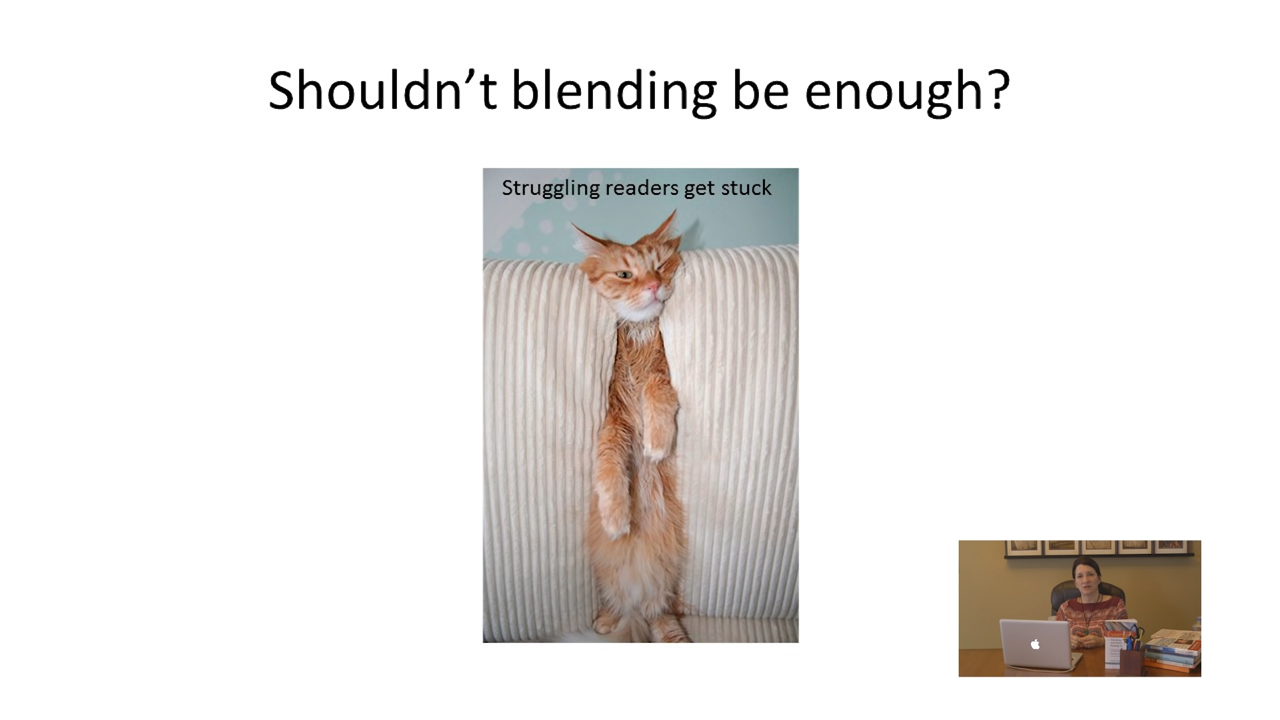 Shouldn’t blending be enough?
Struggling readers get stuck